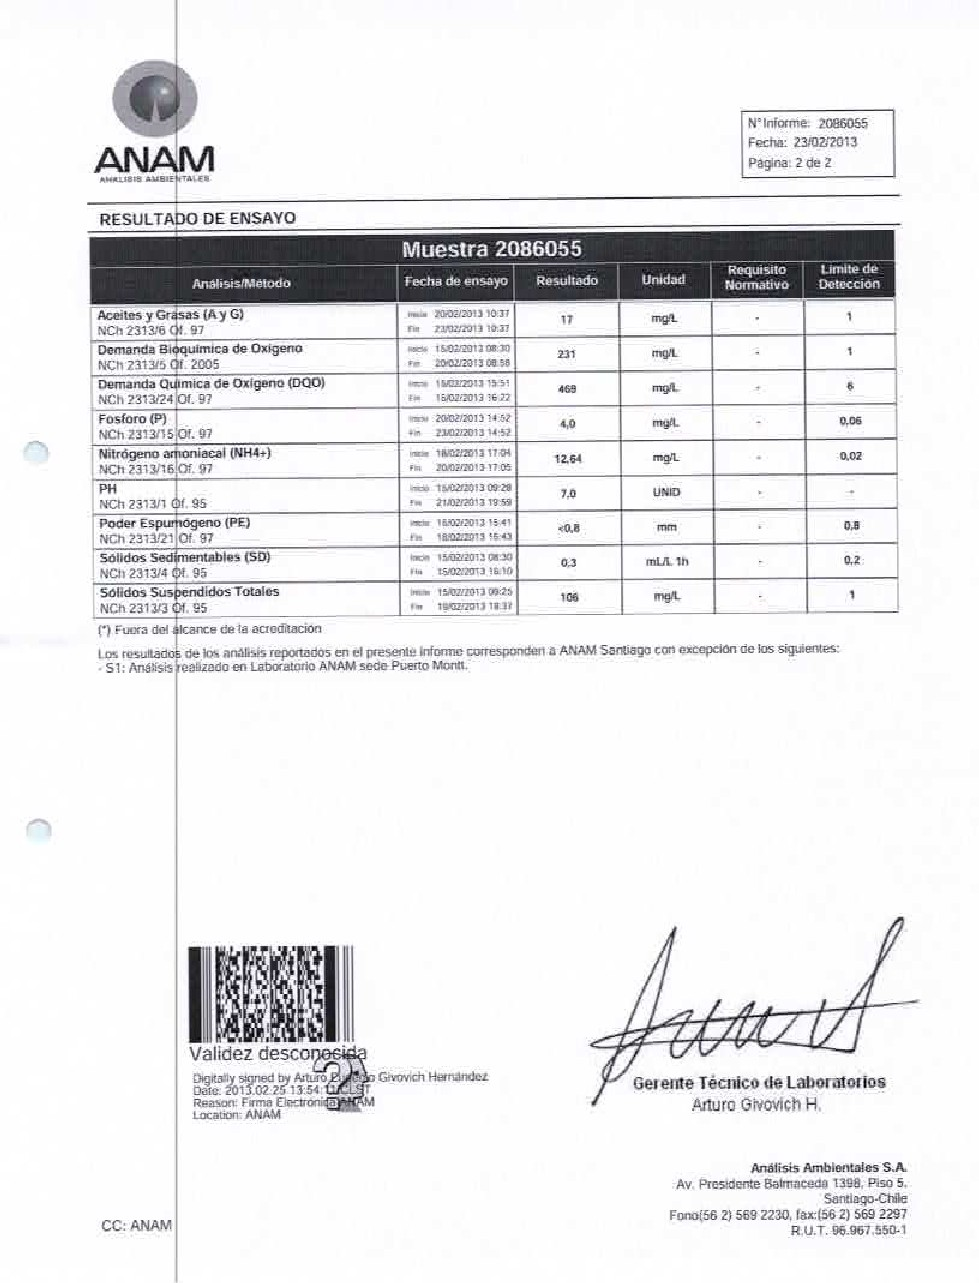 ANAM
ANALISIS AMBIENTALES
N° Informe: 2086055
Fecha: 23/02/2013
Página: 2 de 2
RESULTADO DE ENSAYO
Muestra 2086055
Análisis/Método Fecha de ensayo Resultado Unidad Requisito Normativo Limite de Detección
Aceites y Grasas (A y G) Inicio 20/02/2013 10:37 17 mg/L - 1
NCh 2313/6 Of. 97 Fin 23/02/2013 10:37
Demanda Bioquímica de Oxígeno Inicio 15/02/2013 08:30 231 mg/L - 1
NCh 2313/5 Of. 2005 Fin 20/02/2013 08:58
Demanda Química de Oxígeno (DQO) Inicio 15/02/2013 15:51 469 mg/L - 6
NCh 2313/24 Of. 97 Fin 15/02/2013 16:22
Fosforo (P) Inicio 20/02/2013 14:52 4,0 mg/L - 0,06
NCh 2313/15 Of. 97 Fin 23/02/2013 14:52
Nitrógeno amoniacal (NH4+) Inicio 18/02/2013 17:04 12,64 mg/L - 0,02
NCh 2313/16 Of. 97 Fin 20/02/2013 17:05
PH Inicio 15/02/2013 09:28 7,0 UNID - -
NCh 2313/1 Of. 95 Fin 21/02/2013 19:59
Poder Espumógeno (PE) Inicio 16/02/2013 15:41 <0,8 mm - 0,8
NCh 2313/21 Of. 97 Fin 18/02/2013 15:43
Sólidos Sedimentables (SD) Inicio 15/02/2013 08:30 0,3 mL/L 1h - 0,2
NCh 2313/4 Of. 95 Fin 15/02/2013 15:10
Sólidos Suspendidos Totales Inicio 15/02/2013 09:25 106 mg/L - 1
NCh 2313/3 Of. 95 Fin 19/02/2013 18:37
(*) Fuera del alcance de la acreditación
Los resultados de los análisis reportados en el presente informe corresponden a ANAM Santiago con excepción de los siguientes:
- S1: Análisis realizado en Laboratorio ANAM sede Puerto Montt.
Validez desconocida
Digitally signed by Arturo Givovich Hernández
Date: 2013.02.25 13:54
Reason: Firma Electrónica ANAM
Location: ANAM
Gerente Técnico de Laboratorios
Arturo Givovich H.
Análisis Ambientales S.A.
Av. Presidente Balmaceda 1398, Piso 5,
Santiago-Chile
Fono(56 2) 569 2230, fax:(56 2) 569 2297
R.U.T. 96.967.550-1
CC: ANAM